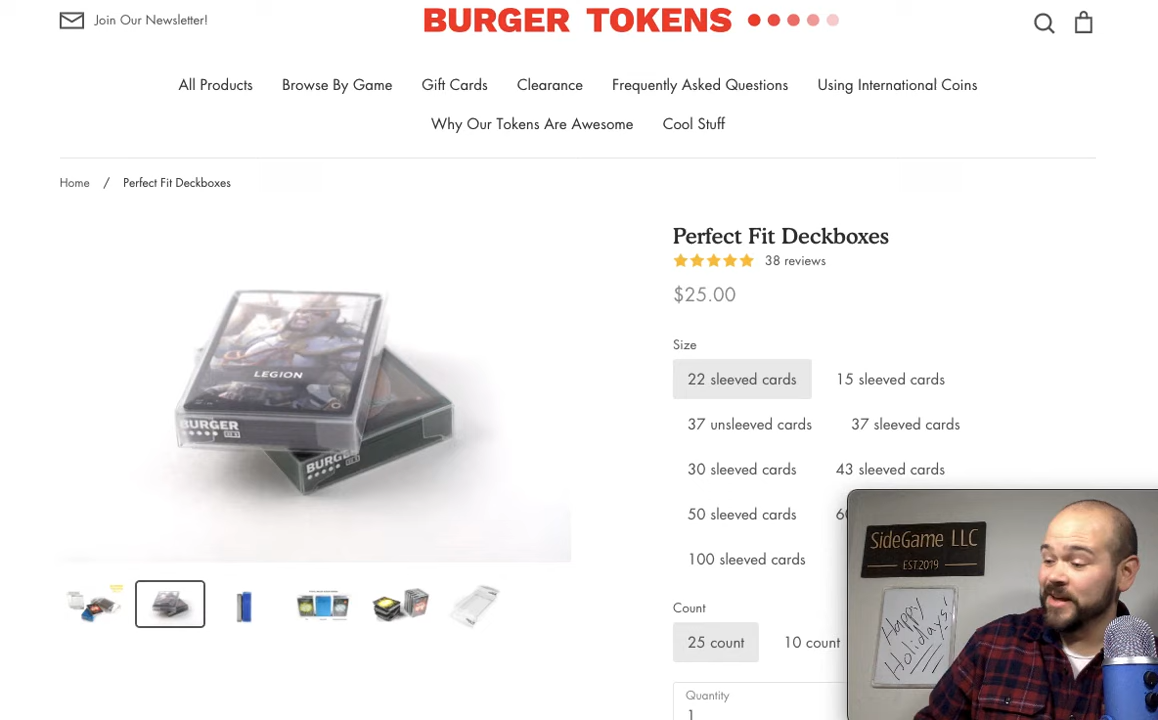 Join Our Newsletter!
BURGER TOKENS
All Products Browse By Game Gift Cards Clearance Frequently Asked Questions Using International Coins
Why Our Tokens Are Awesome Cool Stuff
Home / Perfect Fit Deckboxes
Perfect Fit Deckboxes
38 reviews
$25.00
Size
22 sleeved cards 15 sleeved cards
37 unsleeved cards 37 sleeved cards
30 sleeved cards 43 sleeved cards
50 sleeved cards
100 sleeved cards
Count
25 count 10 count
Quantity
1
LEGION
BURGER
BURGER
SideGame LLC
EST.2019
Happy
Holidays!